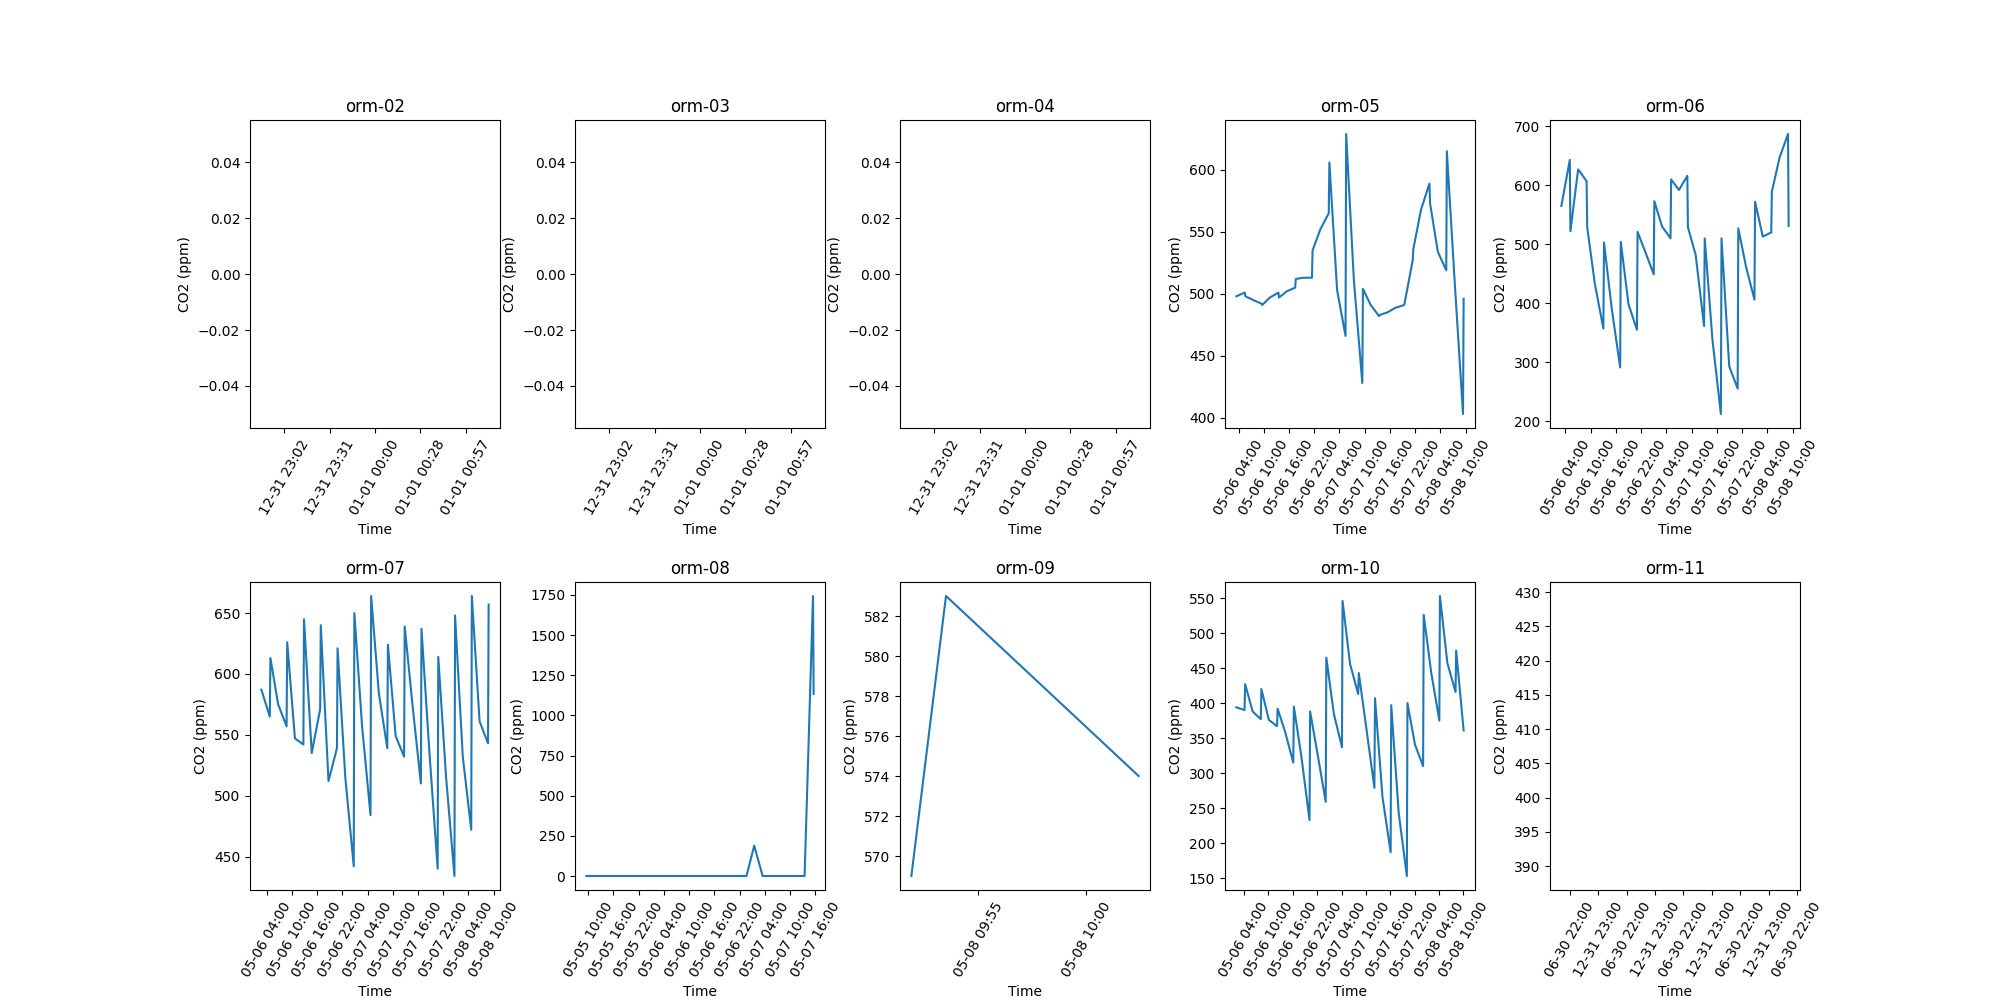 orm-02 orm-03 orm-04 orm-05 orm-06
CO2 (ppm)
0.04
0.02
0.00
−0.02
−0.04
12-31 23:02 12-31 23:31 01-01 00:00 01-01 00:28 01-01 00:57
Time
CO2 (ppm)
0.04
0.02
0.00
−0.02
−0.04
12-31 23:02 12-31 23:31 01-01 00:00 01-01 00:28 01-01 00:57
Time
CO2 (ppm)
0.04
0.02
0.00
−0.02
−0.04
12-31 23:02 12-31 23:31 01-01 00:00 01-01 00:28 01-01 00:57
Time
CO2 (ppm)
600
550
500
450
400
05-06 04:00 05-06 10:00 05-06 16:00 05-06 22:00 05-07 04:00 05-07 10:00 05-07 16:00 05-07 22:00 05-08 04:00 05-08 10:00
Time
CO2 (ppm)
700
600
500
400
300
200
05-06 04:00 05-06 10:00 05-06 16:00 05-06 22:00 05-07 04:00 05-07 10:00 05-07 16:00 05-07 22:00 05-08 04:00 05-08 10:00
Time
orm-07 orm-08 orm-09 orm-10 orm-11
CO2 (ppm)
650
600
550
500
450
05-06 04:00 05-06 10:00 05-06 16:00 05-06 22:00 05-07 04:00 05-07 10:00 05-07 16:00 05-07 22:00 05-08 04:00 05-08 10:00
Time
CO2 (ppm)
1750
1500
1250
1000
750
500
250
0
05-05 10:00 05-05 16:00 05-05 22:00 05-06 04:00 05-06 10:00 05-06 16:00 05-06 22:00 05-07 04:00 05-07 10:00 05-07 16:00
Time
CO2 (ppm)
582
580
578
576
574
572
570
05-08 09:55 05-08 10:00
Time
CO2 (ppm)
550
500
450
400
350
300
250
200
150
05-06 04:00 05-06 10:00 05-06 16:00 05-06 22:00 05-07 04:00 05-07 10:00 05-07 16:00 05-07 22:00 05-08 04:00 05-08 10:00
Time
CO2 (ppm)
430
425
420
415
410
405
400
395
390
06-30 22:00 12-31 23:00 06-30 22:00 12-31 23:00 06-30 22:00 12-31 23:00 06-30 22:00 12-31 23:00 06-30 22:00
Time